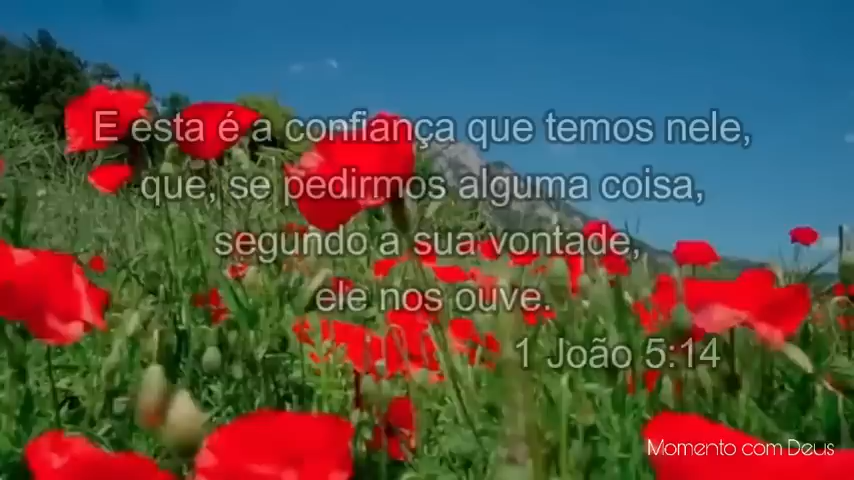 E esta é a confiança que temos nele,
que, se pedirmos alguma coisa,
segundo a sua vontade,
ele nos ouve.
1 João 5:14
Momento com Deus